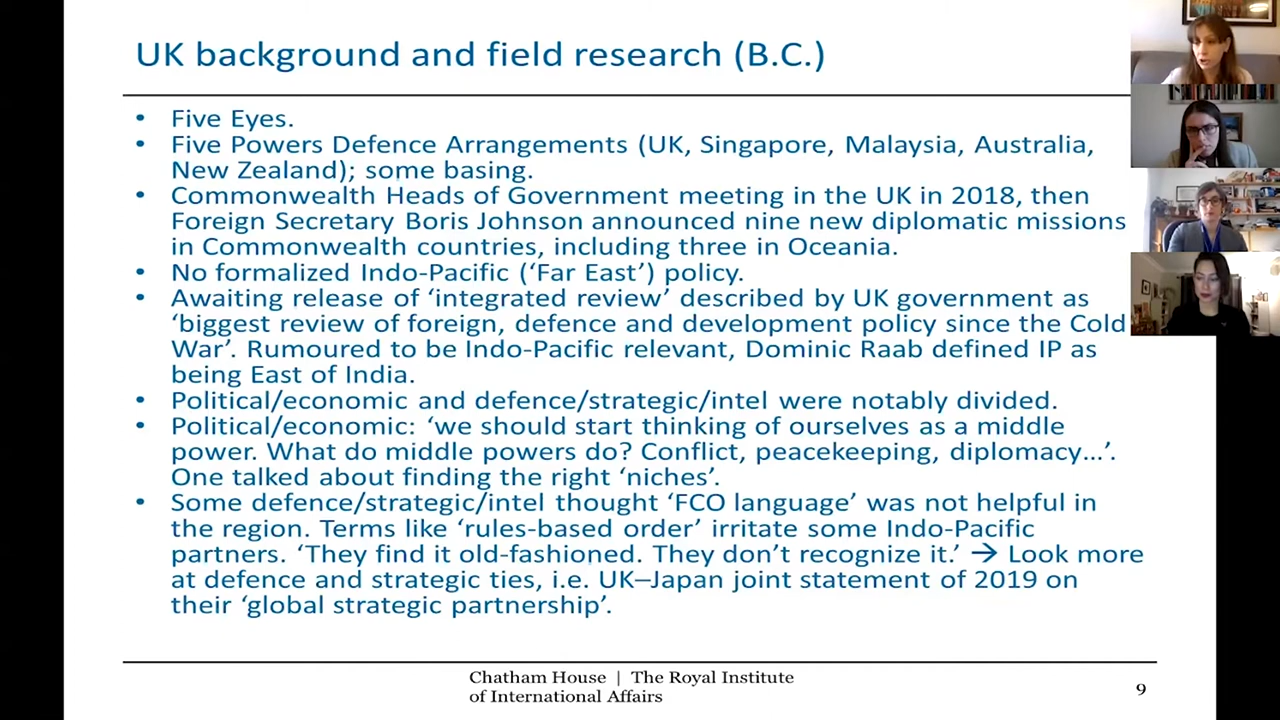 UK background and field research (B.C.)
• Five Eyes.
• Five Powers Defence Arrangements (UK, Singapore, Malaysia, Australia,
New Zealand); some basing.
• Commonwealth Heads of Government meeting in the UK in 2018, then
Foreign Secretary Boris Johnson announced nine new diplomatic missions
in Commonwealth countries, including three in Oceania.
• No formalized Indo-Pacific (‘Far East’) policy.
• Awaiting release of ‘integrated review’ described by UK government as
‘biggest review of foreign, defence and development policy since the Cold
War’. Rumoured to be Indo-Pacific relevant, Dominic Raab defined IP as
being East of India.
• Political/economic and defence/strategic/intel were notably divided.
• Political/economic: ‘we should start thinking of ourselves as a middle
power. What do middle powers do? Conflict, peacekeeping, diplomacy…’.
One talked about finding the right ‘niches’.
• Some defence/strategic/intel thought ‘FCO language’ was not helpful in
the region. Terms like ‘rules-based order’ irritate some Indo-Pacific
partners. ‘They find it old-fashioned. They don’t recognize it.’ → Look more
at defence and strategic ties, i.e. UK–Japan joint statement of 2019 on
their ‘global strategic partnership’.
Chatham House | The Royal Institute
of International Affairs
9